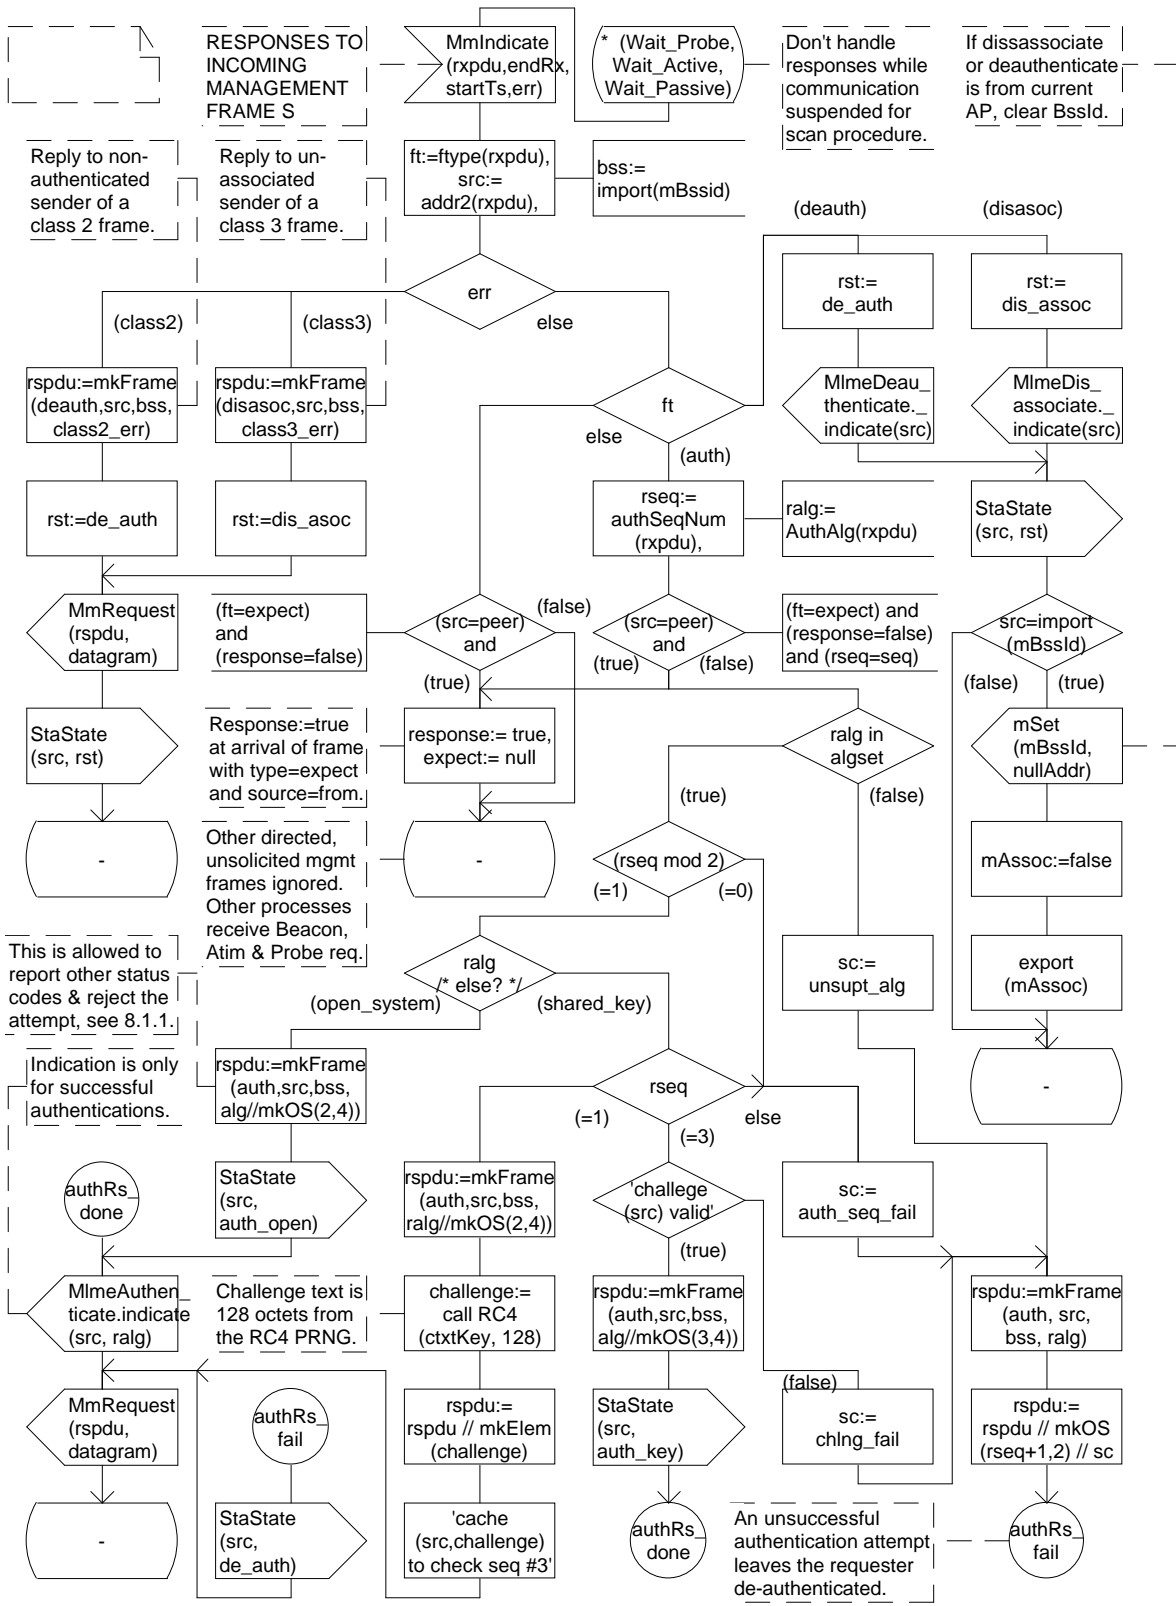 RESPONSES TO
INCOMING
MANAGEMENT
FRAME S
MmIndicate
(rxpdu,endRx,
startTs,err)
* (Wait_Probe,
Wait_Active,
Wait_Passive)
Don't handle
responses while
communication
suspended for
scan procedure.
If dissassociate
or deauthenticate
is from current
AP, clear BssId.
Reply to non-
authenticated
sender of a
class 2 frame.
Reply to un-
associated
sender of a
class 3 frame.
ft:=ftype(rxpdu),
src:=
addr2(rxpdu),
bss:=
import(mBssid)
(deauth)
(disasoc)
err
rst:=
de_auth
rst:=
dis_assoc
(class2)
(class3)
else
rspdu:=mkFrame
(deauth,src,bss,
class2_err)
rspdu:=mkFrame
(disasoc,src,bss,
class3_err)
ft
MlmeDeau_
thenticate._
indicate(src)
MlmeDis_
associate._
indicate(src)
else
(auth)
rst:=de_auth
rst:=dis_asoc
rseq:=
authSeqNum
(rxpdu),
ralg:=
AuthAlg(rxpdu)
StaState
(src, rst)
MmRequest
(rspdu,
datagram)
(ft=expect)
and
(response=false)
(src=peer)
and
(false)
(true)
(src=peer)
and
(true)
(false)
(ft=expect) and
(response=false)
and (rseq=seq)
src=import
(mBssId)
(false)
(true)
StaState
(src, rst)
Response:=true
at arrival of frame
with type=expect
and source=from.
response:= true,
expect:= null
ralg in
algset
(true)
(false)
mSet
(mBssId,
nullAddr)
-
Other directed,
unsolicited mgmt
frames ignored.
Other processes
receive Beacon,
Atim & Probe req.
-
(rseq mod 2)
(=1)
(=0)
mAssoc:=false
This is allowed to
report other status
codes & reject the
attempt, see 8.1.1.
ralg
/* else? */
(open_system)
(shared_key)
sc:=
unsupt_alg
export
(mAssoc)
Indication is only
for successful
authentications.
rspdu:=mkFrame
(auth,src,bss,
alg//mkOS(2,4))
rseq
(=1)
(=3)
else
-
authRs_
done
StaState
(src,
auth_open)
rspdu:=mkFrame
(auth,src,bss,
ralg//mkOS(2,4))
'challege
(src) valid'
(true)
sc:=
auth_seq_fail
MlmeAuthen_
ticate.indicate
(src, ralg)
Challenge text is
128 octets from
the RC4 PRNG.
challenge:=
call RC4
(ctxtKey, 128)
rspdu:=mkFrame
(auth,src,bss,
alg//mkOS(3,4))
rspdu:=mkFrame
(auth, src,
bss, ralg)
(false)
MmRequest
(rspdu,
datagram)
authRs_
fail
rspdu:=
rspdu // mkElem
(challenge)
StaState
(src,
auth_key)
sc:=
chlng_fail
rspdu:=
rspdu // mkOS
(rseq+1,2) // sc
-
StaState
(src,
de_auth)
'cache
(src,challenge)
to check seq #3'
authRs_
done
An unsuccessful
authentication attempt
leaves the requester
de-authenticated.
authRs_
fail